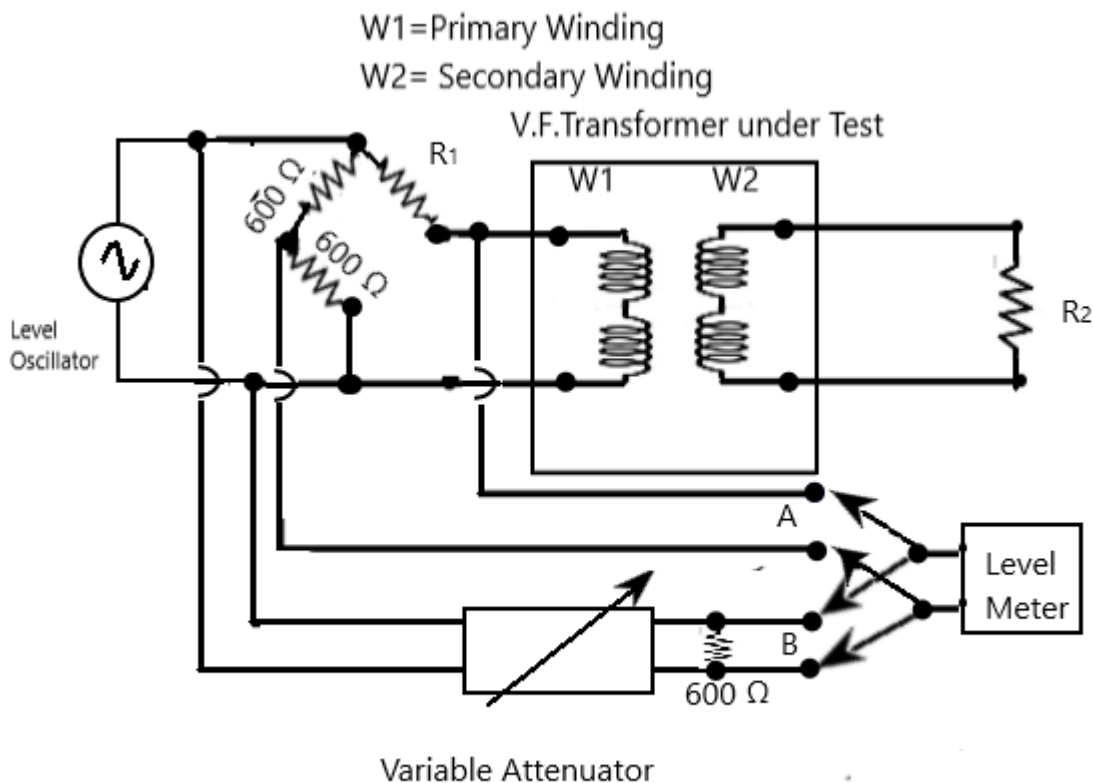 W1=Primary Winding
W2= Secondary Winding
V.F.Transformer under Test
R1
W1
W2
600 Ω
600 Ω
Level
Oscillator
R2
A
Level
Meter
B
600 Ω
Variable Attenuator